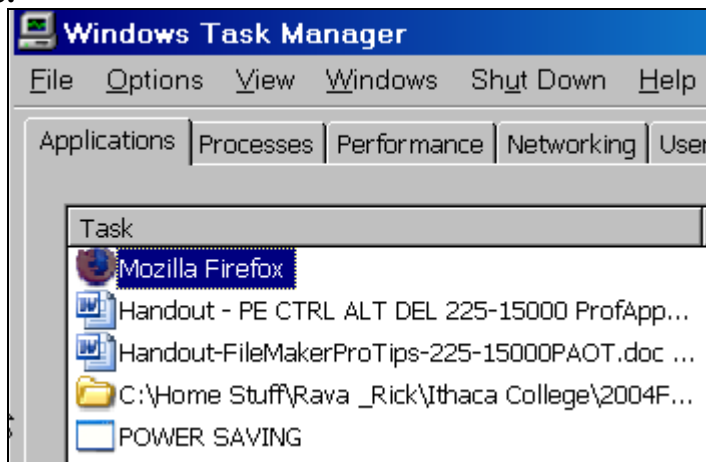 Windows Task Manager
File Options View Windows Shut Down Help
Applications Processes Performance Networking User
Task
Mozilla Firefox
Handout - PE CTRL ALT DEL 225-15000 ProfApp...
Handout-FileMakerProTips-225-15000PAOT.doc ...
C:\Home Stuff\Rava _Rick\Ithaca College\2004F...
POWER SAVING